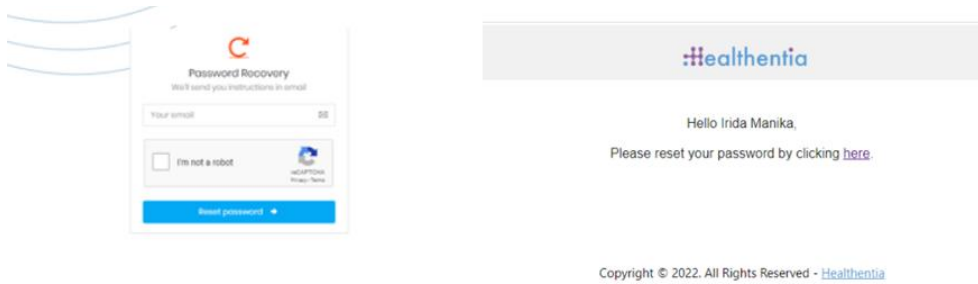 Password Recovery
We'll send you instructions in email
Your email
I'm not a robot
reCAPTCHA
Privacy - Terms
Reset password
Healthentia
Hello Irida Manika,
Please reset your password by clicking here.
Copyright © 2022. All Rights Reserved - Healthentia